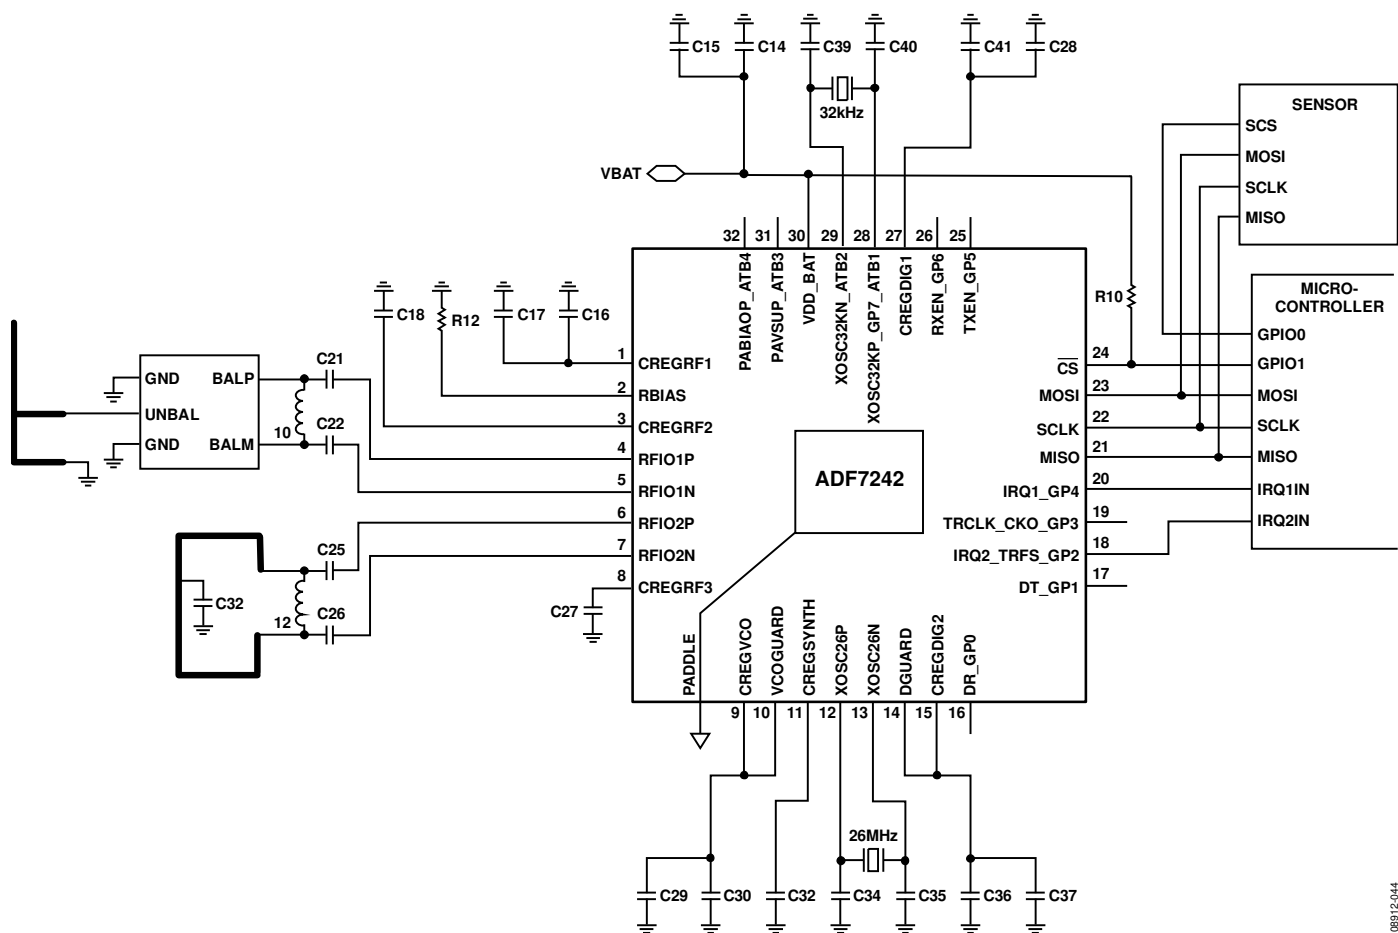 C15
C14
C39
C40
C41
C28
32kHz
VBAT
SENSOR
SCS
MOSI
SCLK
MISO
32
31
30
29
28
27
26
25
PABIAOP_ATB4
PAVSUP_ATB3
VDD_BAT
XOSC32KN_ATB2
XOSC32KP_GP7_ATB1
CREGDIG1
RXEN_GP6
TXEN_GP5
R10
MICRO-
CONTROLLER
GPIO0
GPIO1
MOSI
SCLK
MISO
IRQ1IN
IRQ2IN
C18
R12
C17
C16
GND
BALP
UNBAL
GND
BALM
C21
10
C22
C25
12
C26
C32
C27
1
CREGRF1
2
RBIAS
3
CREGRF2
4
RFIO1P
5
RFIO1N
6
RFIO2P
7
RFIO2N
8
CREGRF3
ADF7242
24
CS
23
MOSI
22
SCLK
21
MISO
20
IRQ1_GP4
19
TRCLK_CKO_GP3
18
IRQ2_TRFS_GP2
17
DT_GP1
PADDLE
CREGVCO
VCOGUARD
CREGSYNTH
XOSC26P
XOSC26N
DGUARD
CREGDIG2
DR_GP0
9
10
11
12
13
14
15
16
26MHz
C29
C30
C32
C34
C35
C36
C37
08912-044